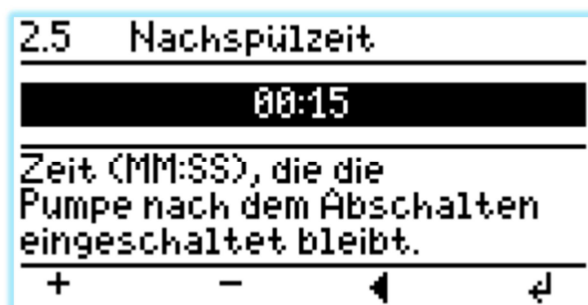 2.5 Nachspülzeit
00:15
Zeit (MM:SS), die die
Pumpe nach dem Abschalten
eingeschaltet bleibt.
+ −